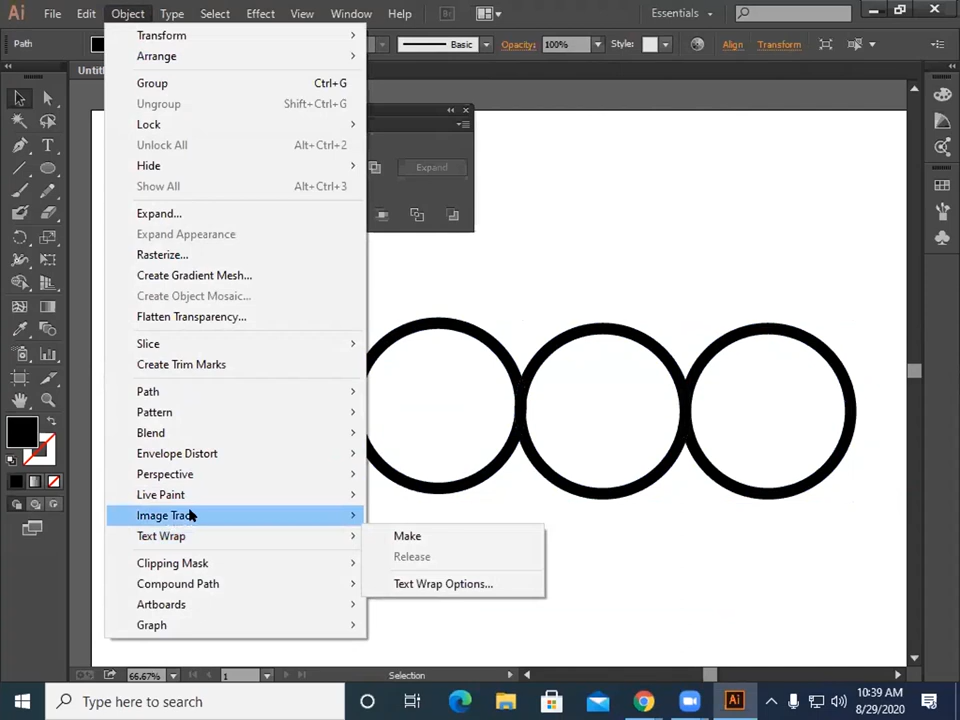 Ai File Edit Object Type Select Effect View Window Help Br Essentials
Path Basic Opacity: 100% Style: Align Transform
Untit
Transform
Arrange
Group Ctrl+G
Ungroup Shift+Ctrl+G
Lock
Unlock All Alt+Ctrl+2
Hide
Show All Alt+Ctrl+3
Expand...
Expand Appearance
Rasterize...
Create Gradient Mesh...
Create Object Mosaic...
Flatten Transparency...
Slice
Create Trim Marks
Path
Pattern
Blend
Envelope Distort
Perspective
Live Paint
Image Trac
Text Wrap
Clipping Mask
Compound Path
Artboards
Graph
Expand
Make
Release
Text Wrap Options...
66.67% 1 Selection
Type here to search
Ai
10:39 AM
8/29/2020